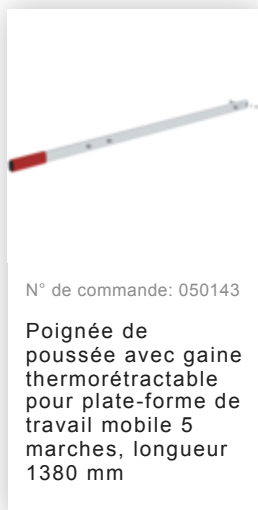 N° de commande: 050143
Poignée de
poussée avec gaine
thermorétractable
pour plate-forme de
travail mobile 5
marches, longueur
1380 mm